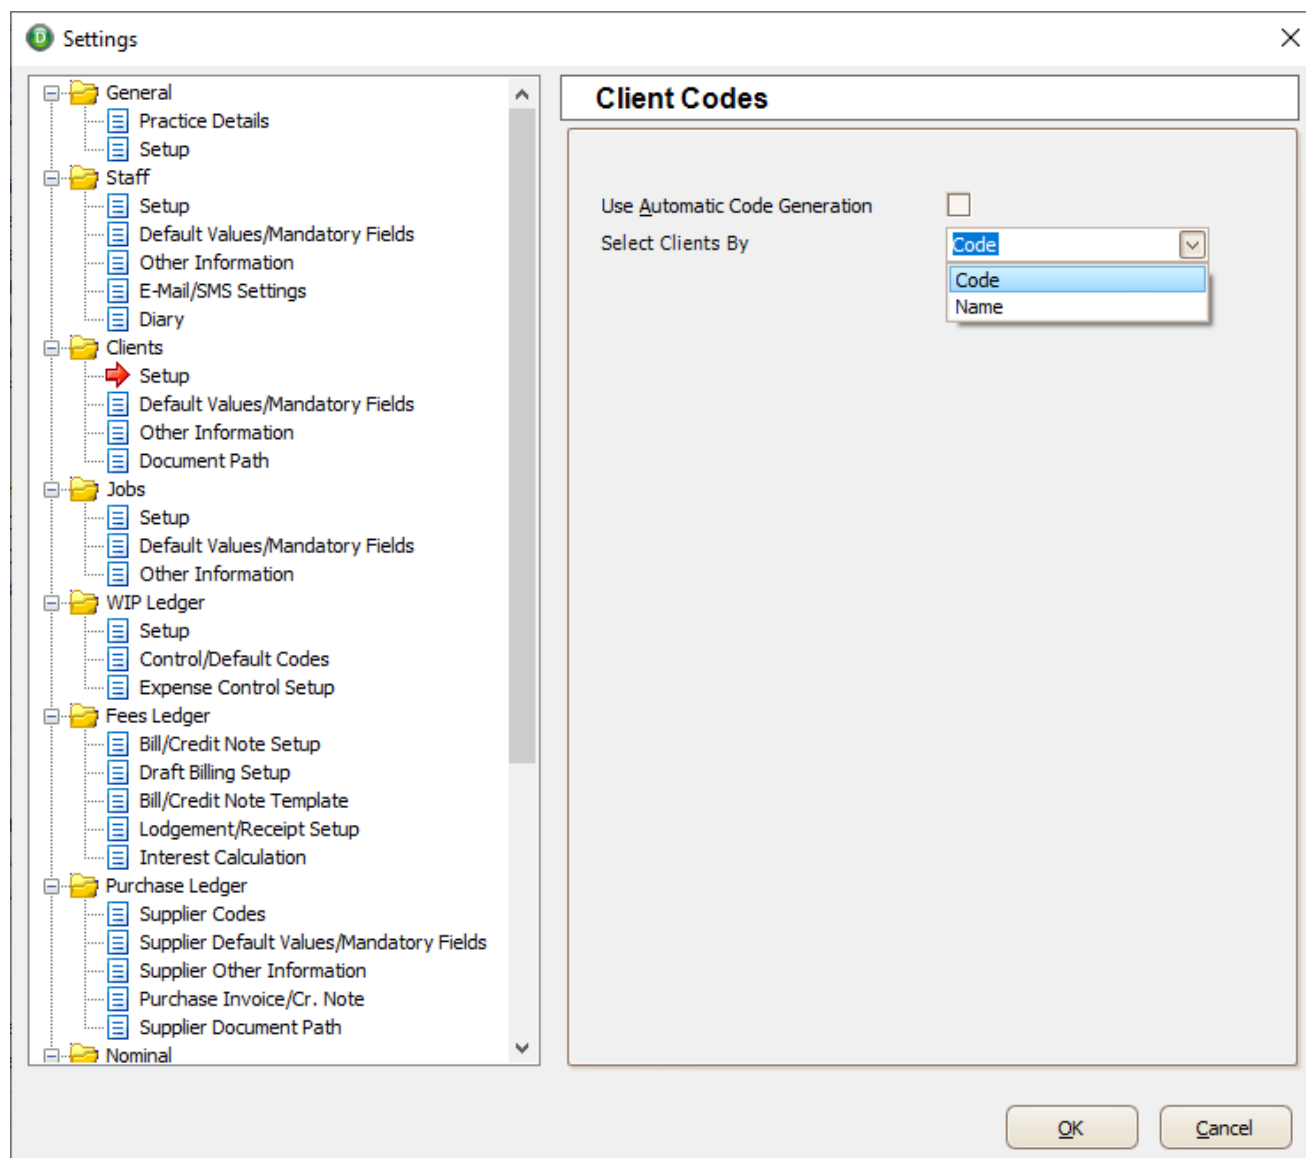 Settings
General
Practice Details
Setup
Staff
Setup
Default Values/Mandatory Fields
Other Information
E-Mail/SMS Settings
Diary
Clients
Setup
Default Values/Mandatory Fields
Other Information
Document Path
Jobs
Setup
Default Values/Mandatory Fields
Other Information
WIP Ledger
Setup
Control/Default Codes
Expense Control Setup
Fees Ledger
Bill/Credit Note Setup
Draft Billing Setup
Bill/Credit Note Template
Lodgement/Receipt Setup
Interest Calculation
Purchase Ledger
Supplier Codes
Supplier Default Values/Mandatory Fields
Supplier Other Information
Purchase Invoice/Cr. Note
Supplier Document Path
Nominal
Client Codes
Use Automatic Code Generation
Select Clients By
Code
Code
Name
OK
Cancel